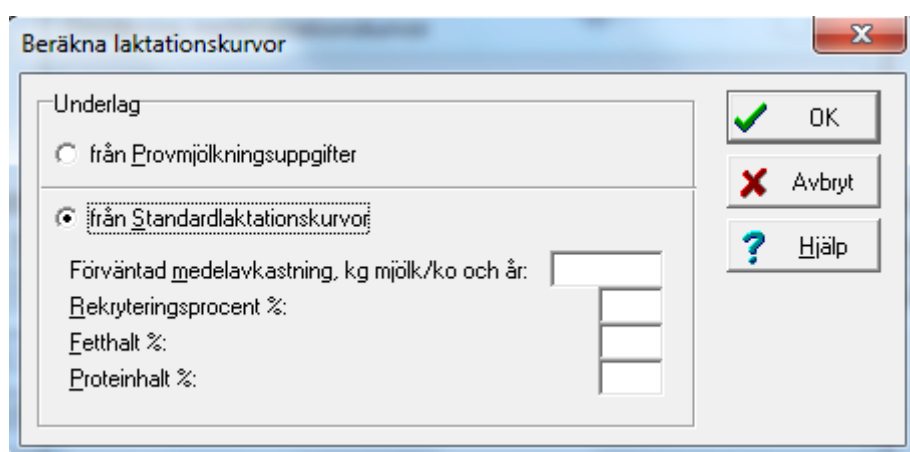 Beräkna laktationskurvor
Underlag
från Provmjölkningsuppgifter
från Standardlaktationskurvor
Förväntad medelavkastning, kg mjölk/ko och år:
Rekryteringsprocent %:
Fetthalt %:
Proteinhalt %:
OK
Avbryt
Hjälp